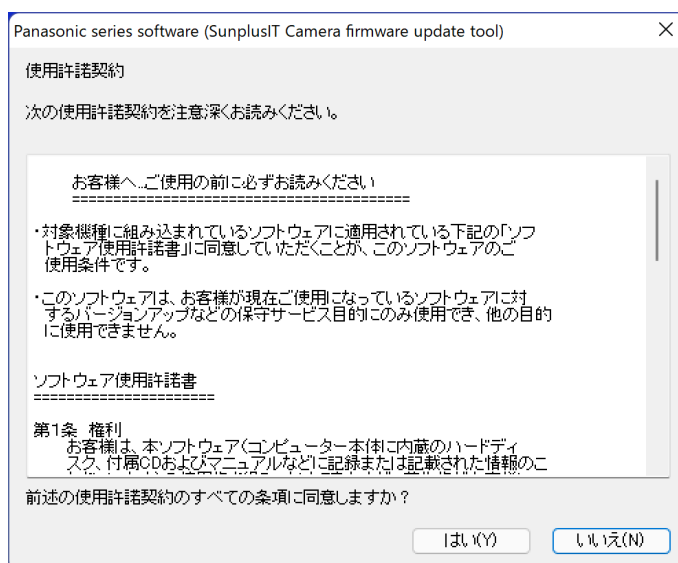 Panasonic series software (SunplusIT Camera firmware update tool)
使用許諾契約
次の使用許諾契約を注意深くお読みください。
お客様へ…ご使用の前に必ずお読みください
=========================================
・対象機種に組み込まれているソフトウェアに適用されている下記の「ソフ
トウェア使用許諾書」に同意していただくことが、このソフトウェアのご
使用条件です。
・このソフトウェアは、お客様が現在ご使用になっているソフトウェアに対
するバージョンアップなどの保守サービス目的にのみ使用でき、他の目的
に使用できません。
ソフトウェア使用許諾書
======================
第1条 権利
お客様は、本ソフトウェア(コンピューター本体に内蔵のハードディ
スク、付属CDおよびマニュアルなどに記録または記載された情報のこ
前述の使用許諾契約のすべての条項に同意しますか？
はい(Y)
いいえ(N)